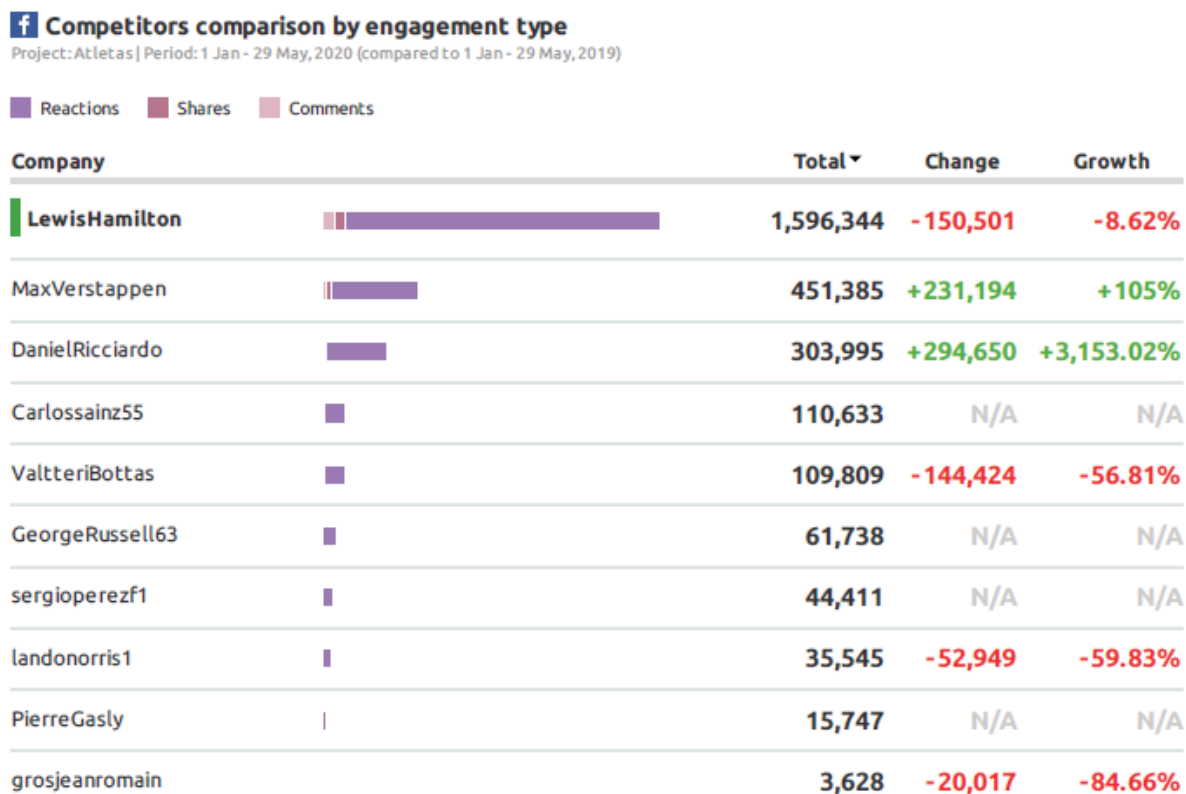 f Competitors comparison by engagement type
Project: Atletas | Period: 1 Jan - 29 May, 2020 (compared to 1 Jan - 29 May, 2019)
Reactions Shares Comments
Company Total Change Growth
LewisHamilton 1,596,344 -150,501 -8.62%
MaxVerstappen 451,385 +231,194 +105%
DanielRicciardo 303,995 +294,650 +3,153.02%
Carlossainz55 110,633 N/A N/A
ValtteriBottas 109,809 -144,424 -56.81%
GeorgeRussell63 61,738 N/A N/A
sergioperezf1 44,411 N/A N/A
landonorris1 35,545 -52,949 -59.83%
PierreGasly 15,747 N/A N/A
grosjeanromain 3,628 -20,017 -84.66%